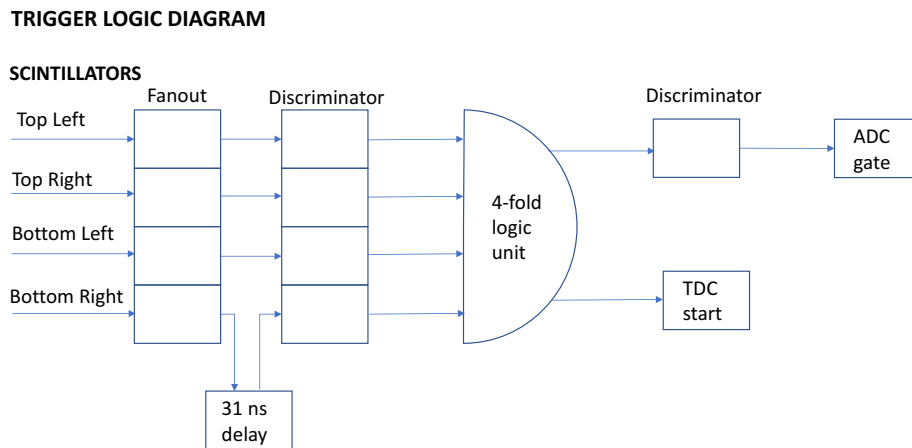 TRIGGER LOGIC DIAGRAM
SCINTILLATORS
Fanout
Discriminator
Discriminator
Top Left
Top Right
Bottom Left
Bottom Right
4-fold
logic
unit
ADC
gate
TDC
start
31 ns
delay